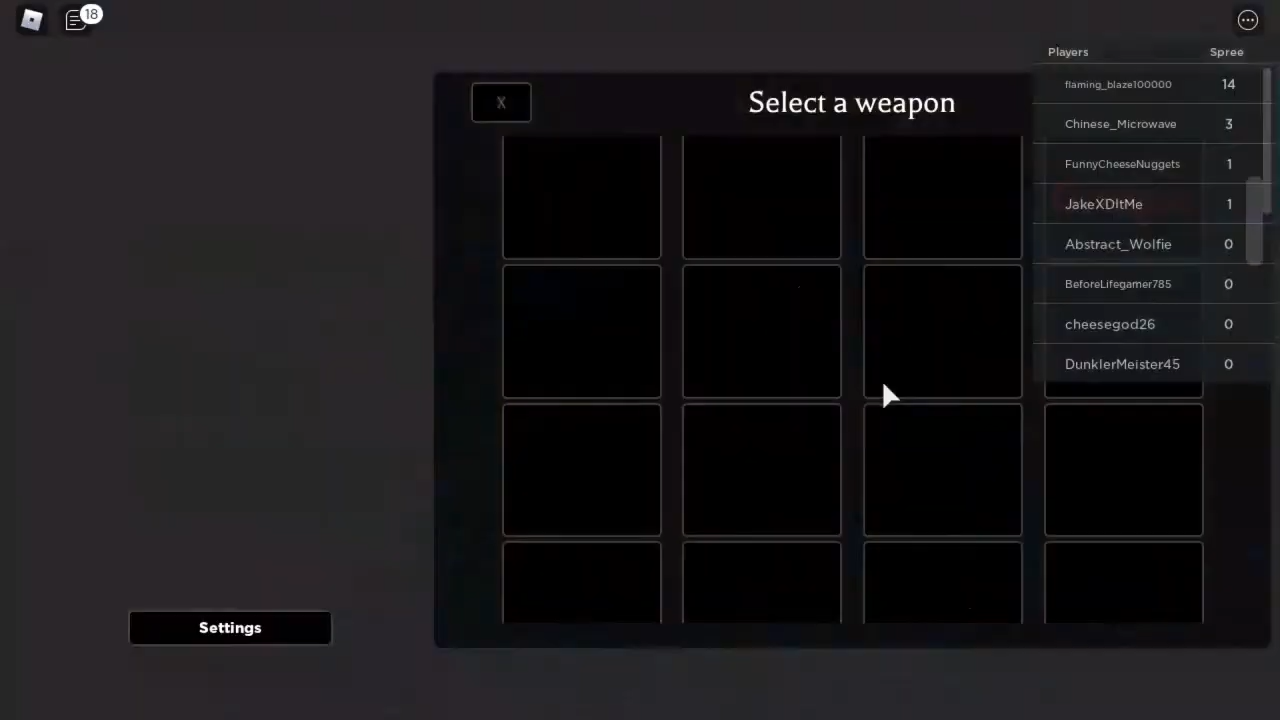 18
Players Spree
flaming_blaze100000 14
X
Select a weapon
Chinese_Microwave 3
FunnyCheeseNuggets 1
JakeXDItMe 1
Abstract_Wolfie 0
BeforeLifegamer785 0
cheesegod26 0
DunklerMeister45 0
Settings